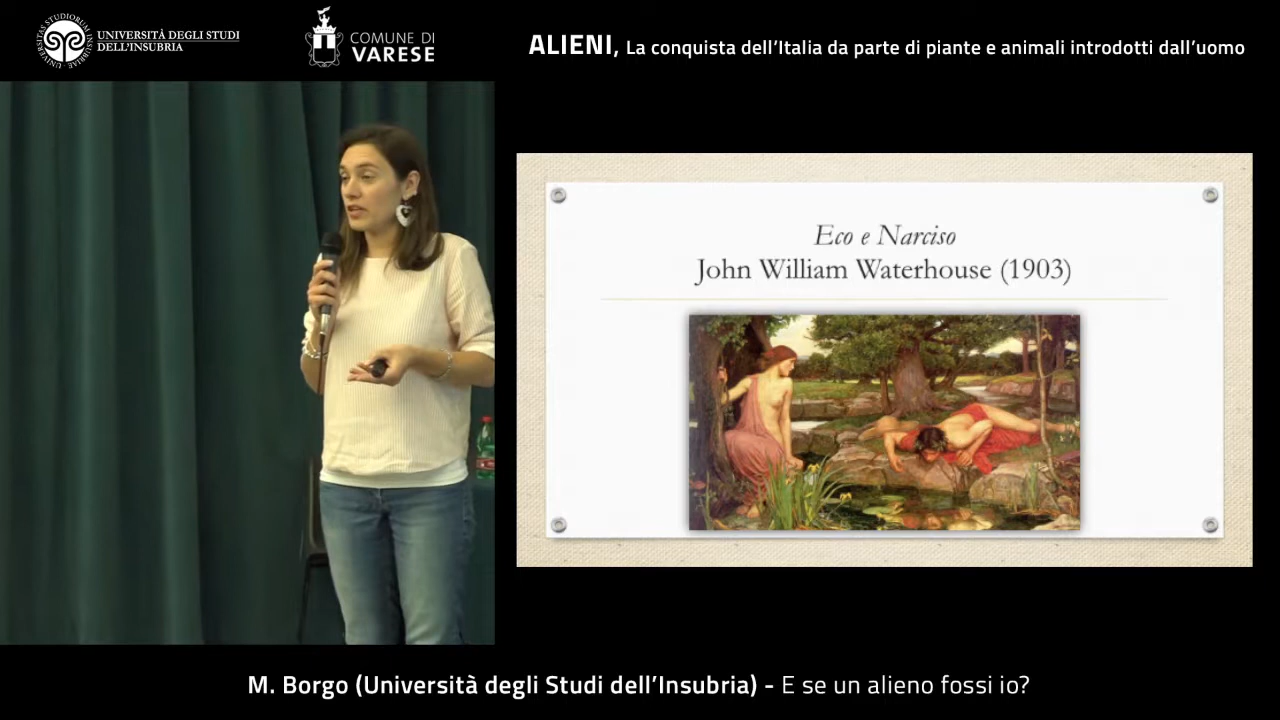 UNIVERSITÀ DEGLI STUDI
DELL'INSUBRIA
COMUNE DI
VARESE
ALIENI, La conquista dell'Italia da parte di piante e animali introdotti dall'uomo
Eco e Narciso
John William Waterhouse (1903)
M. Borgo (Università degli Studi dell'Insubria) - E se un alieno fossi io?